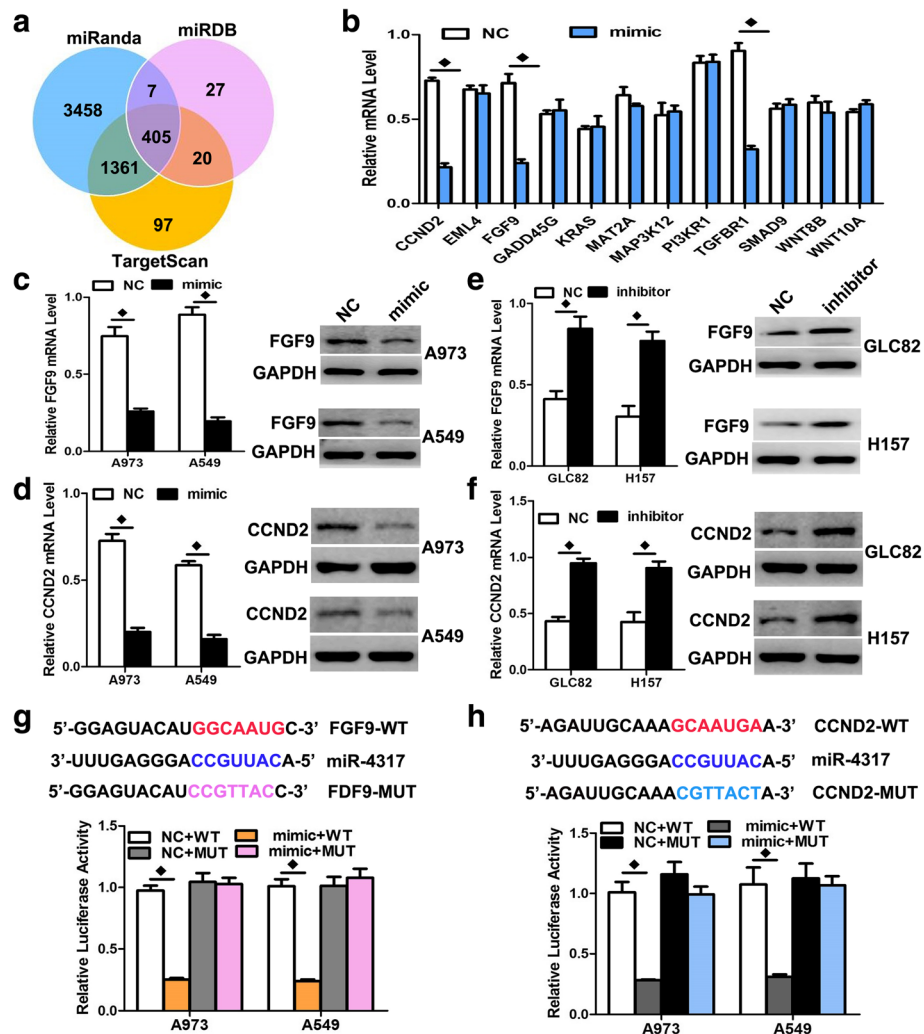 a
miRanda
miRDB
7
27
3458
405
1361
20
97
TargetScan
b
NC
mimic
Relative mRNA Level
1.0
0.5
0.0
CCND2
EML4
FGF9
GADD45G
KRAS
MAT2A
MAP3K12
PI3KR1
TGFBR1
SMAD9
WNT8B
WNT10A
c
NC
mimic
Relative FGF9 mRNA Level
1.0
0.5
0.0
A973
A549
NC
mimic
FGF9
GAPDH
A973
FGF9
GAPDH
A549
e
NC
inhibitor
Relative FGF9 mRNA Level
1.0
0.5
0.0
GLC82
H157
NC
inhibitor
FGF9
GAPDH
GLC82
FGF9
GAPDH
H157
d
NC
mimic
Relative CCND2 mRNA Level
1.0
0.5
0.0
A973
A549
CCND2
GAPDH
A973
CCND2
GAPDH
A549
f
NC
inhibitor
Relative CCND2 mRNA Level
1.5
1.0
0.5
0.0
GLC82
H157
CCND2
GAPDH
GLC82
CCND2
GAPDH
H157
g
5’-GGAGUACAUGGCAAUGC-3’ FGF9-WT
3’-UUUGAGGGACCGUUACA-5’ miR-4317
5’-GGAGUACAUCCGTTACC-3’ FDF9-MUT
NC+WT
mimic+WT
NC+MUT
mimic+MUT
Relative Luciferase Activity
1.5
1.0
0.5
0.0
A973
A549
h
5’-AGAUUGCAAAGCAAUGAA-3’ CCND2-WT
3’-UUUGAGGGACCGUUACA-5’ miR-4317
5’-AGAUUGCAAACGTTACTA-3’ CCND2-MUT
NC+WT
mimic+WT
NC+MUT
mimic+MUT
Relative Luciferase Activity
1.5
1.0
0.5
0.0
A973
A549